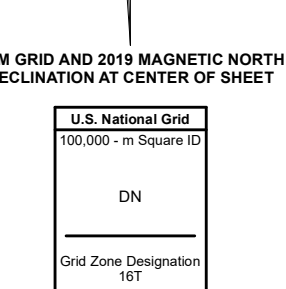 M GRID AND 2019 MAGNETIC NORTH
ECLINATION AT CENTER OF SHEET
U.S. National Grid
100,000 - m Square ID
DN
Grid Zone Designation
16T